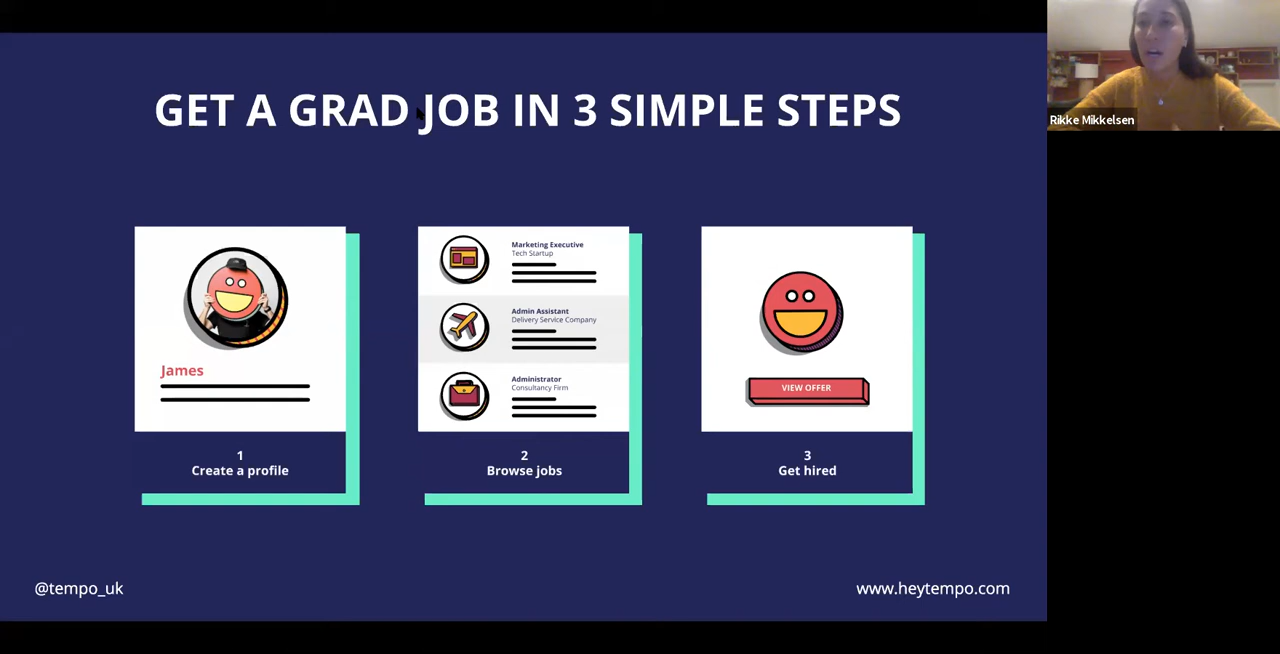 GET A GRAD JOB IN 3 SIMPLE STEPS
Rikke Mikkelsen
James
1
Create a profile
Marketing Executive
Tech Startup
Admin Assistant
Delivery Service Company
Administrator
Consultancy Firm
2
Browse jobs
VIEW OFFER
3
Get hired
@tempo_uk
www.heytempo.com